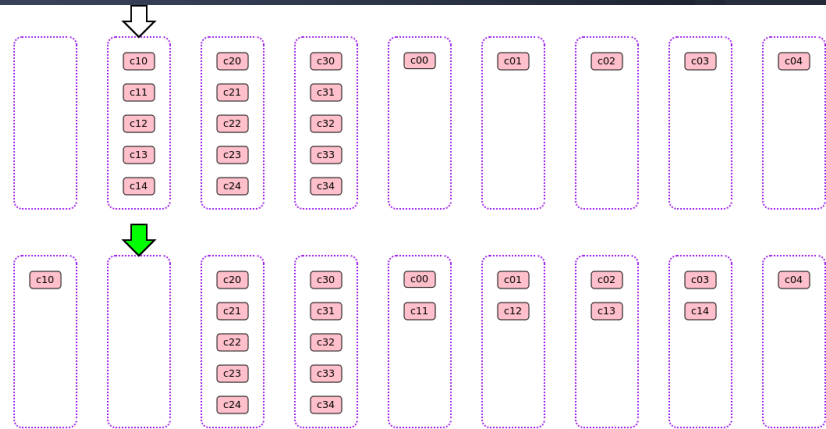 c10 c20 c30 c00 c01 c02 c03 c04
c11 c21 c31
c12 c22 c32
c13 c23 c33
c14 c24 c34
c10 c20 c30 c00 c01 c02 c03 c04
c21 c31 c11 c12 c13 c14
c22 c32
c23 c33
c24 c34